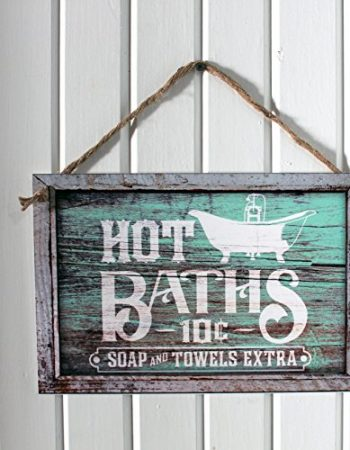 HOT
BATHS
10¢
SOAP AND TOWELS EXTRA